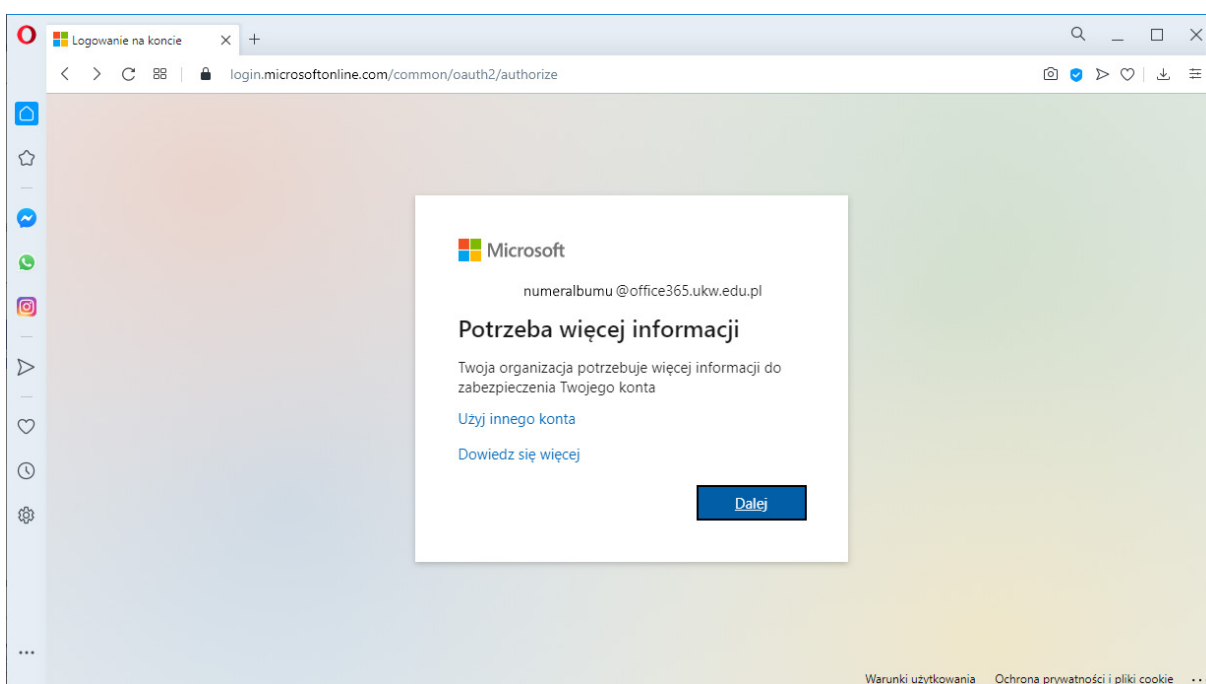 Logowanie na koncie
login.microsoftonline.com/common/oauth2/authorize
Microsoft
numeralbumu @office365.ukw.edu.pl
Potrzeba więcej informacji
Twoja organizacja potrzebuje więcej informacji do
zabezpieczenia Twojego konta
Użyj innego konta
Dowiedz się więcej
Dalej
Warunki użytkowania Ochrona prywatności i pliki cookie